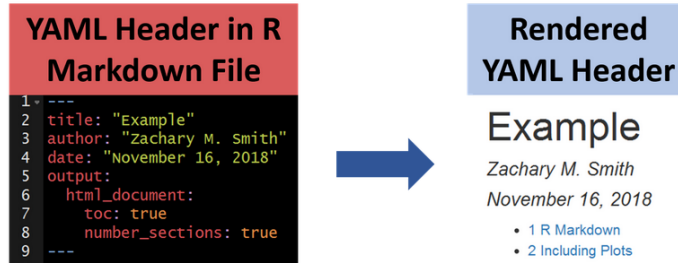 YAML Header in R
Markdown File
1 ---
2 title: "Example"
3 author: "Zachary M. Smith"
4 date: "November 16, 2018"
5 output:
6   html_document:
7     toc: true
8     number_sections: true
9 ---
Rendered
YAML Header
Example
Zachary M. Smith
November 16, 2018
• 1 R Markdown
• 2 Including Plots